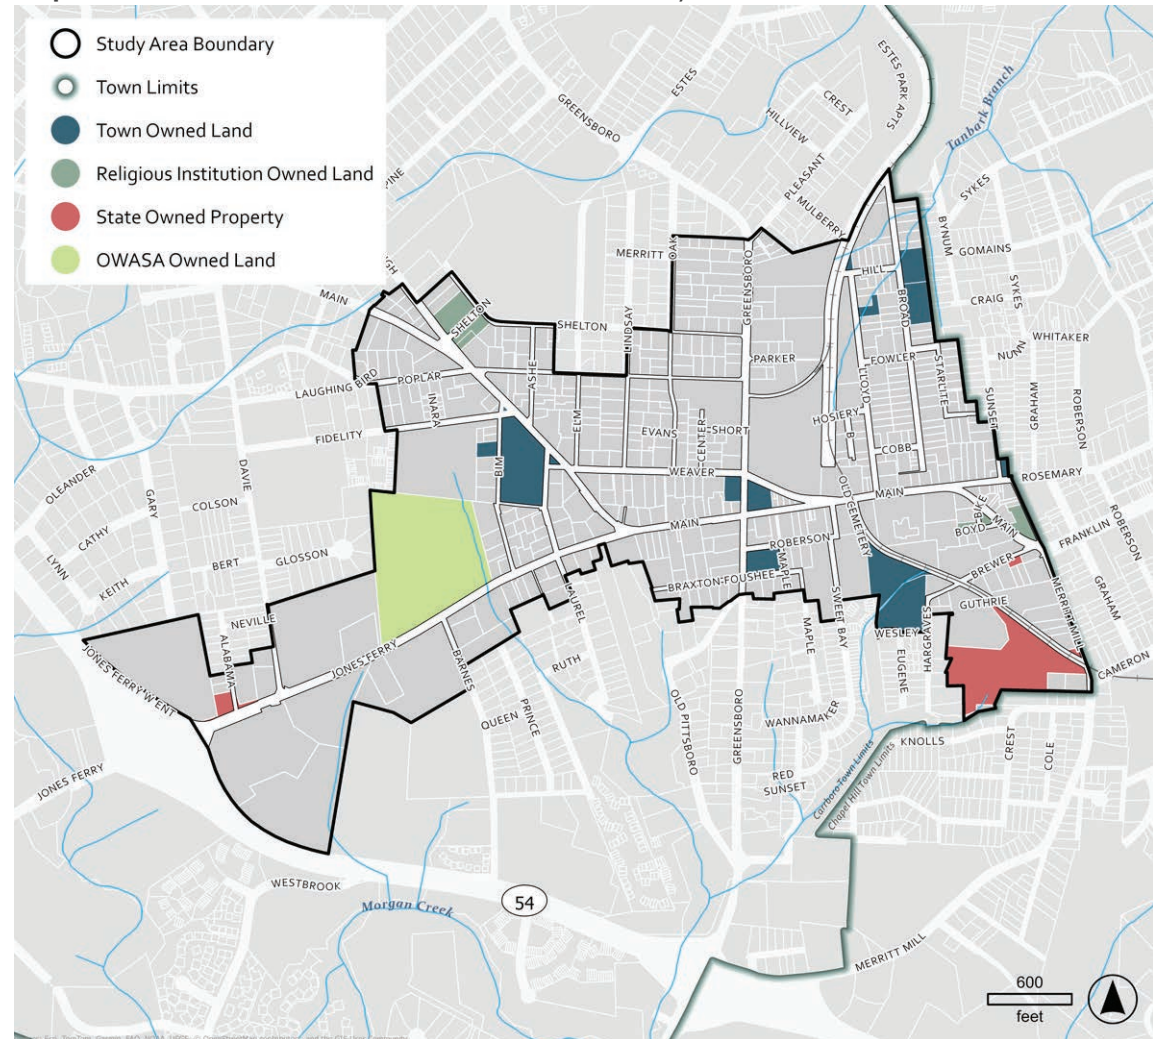 Study Area Boundary
Town Limits
Town Owned Land
Religious Institution Owned Land
State Owned Property
OWASA Owned Land
ESTES PARK APTS
ESTES
GREENSBORO
CREST
HILLVIEW
PLEASANT
MULBERRY
Tanbark Branch
SYKES
BYNUM
GOMAINS
PINE
MERRITT
OAK
GREENSBORO
HILL
BROAD
CRAIG
SYKES
MAIN
SHELTON
SHELTON
LINDSAY
NUNN
WHITAKER
PARKER
FOWLER
LAUGHING BIRD
POPLAR
ASHE
LLOYD
STARLITE
SUNSET
GRAHAM
ROBERSON
INARA
ELM
EVANS
CENTER
SHORT
HOSIERY
B
FIDELITY
COBB
OLEANDER
DAVIE
BIM
WEAVER
ROSEMARY
GARY
COLSON
MAIN
MAIN
OLD CEMETERY
BIKE
MAIN
BOYD
FRANKLIN
ROBERSON
CATHY
LYNN
KEITH
BERT
GLOSSON
ROBERSON
MAPLE
BREWER
BRAXTON-FOUSHEE
GUTHRIE
MERRITT MILL
GRAHAM
NEVILLE
LAUREL
SWEET BAY
WESLEY
HARGRAVES
ALABAMA
JONES FERRY
BARNES
RUTH
MAPLE
EUGENE
CAMERON
JONES FERRY W ENT
QUEEN
PRINCE
OLD PITTSBORO
GREENSBORO
WANNAMAKER
KNOLLS
CREST
COLE
JONES FERRY
RED SUNSET
Carrboro Town Limits
Chapel Hill Town Limits
WESTBROOK
Morgan Creek
54
MERRITT MILL
600
feet